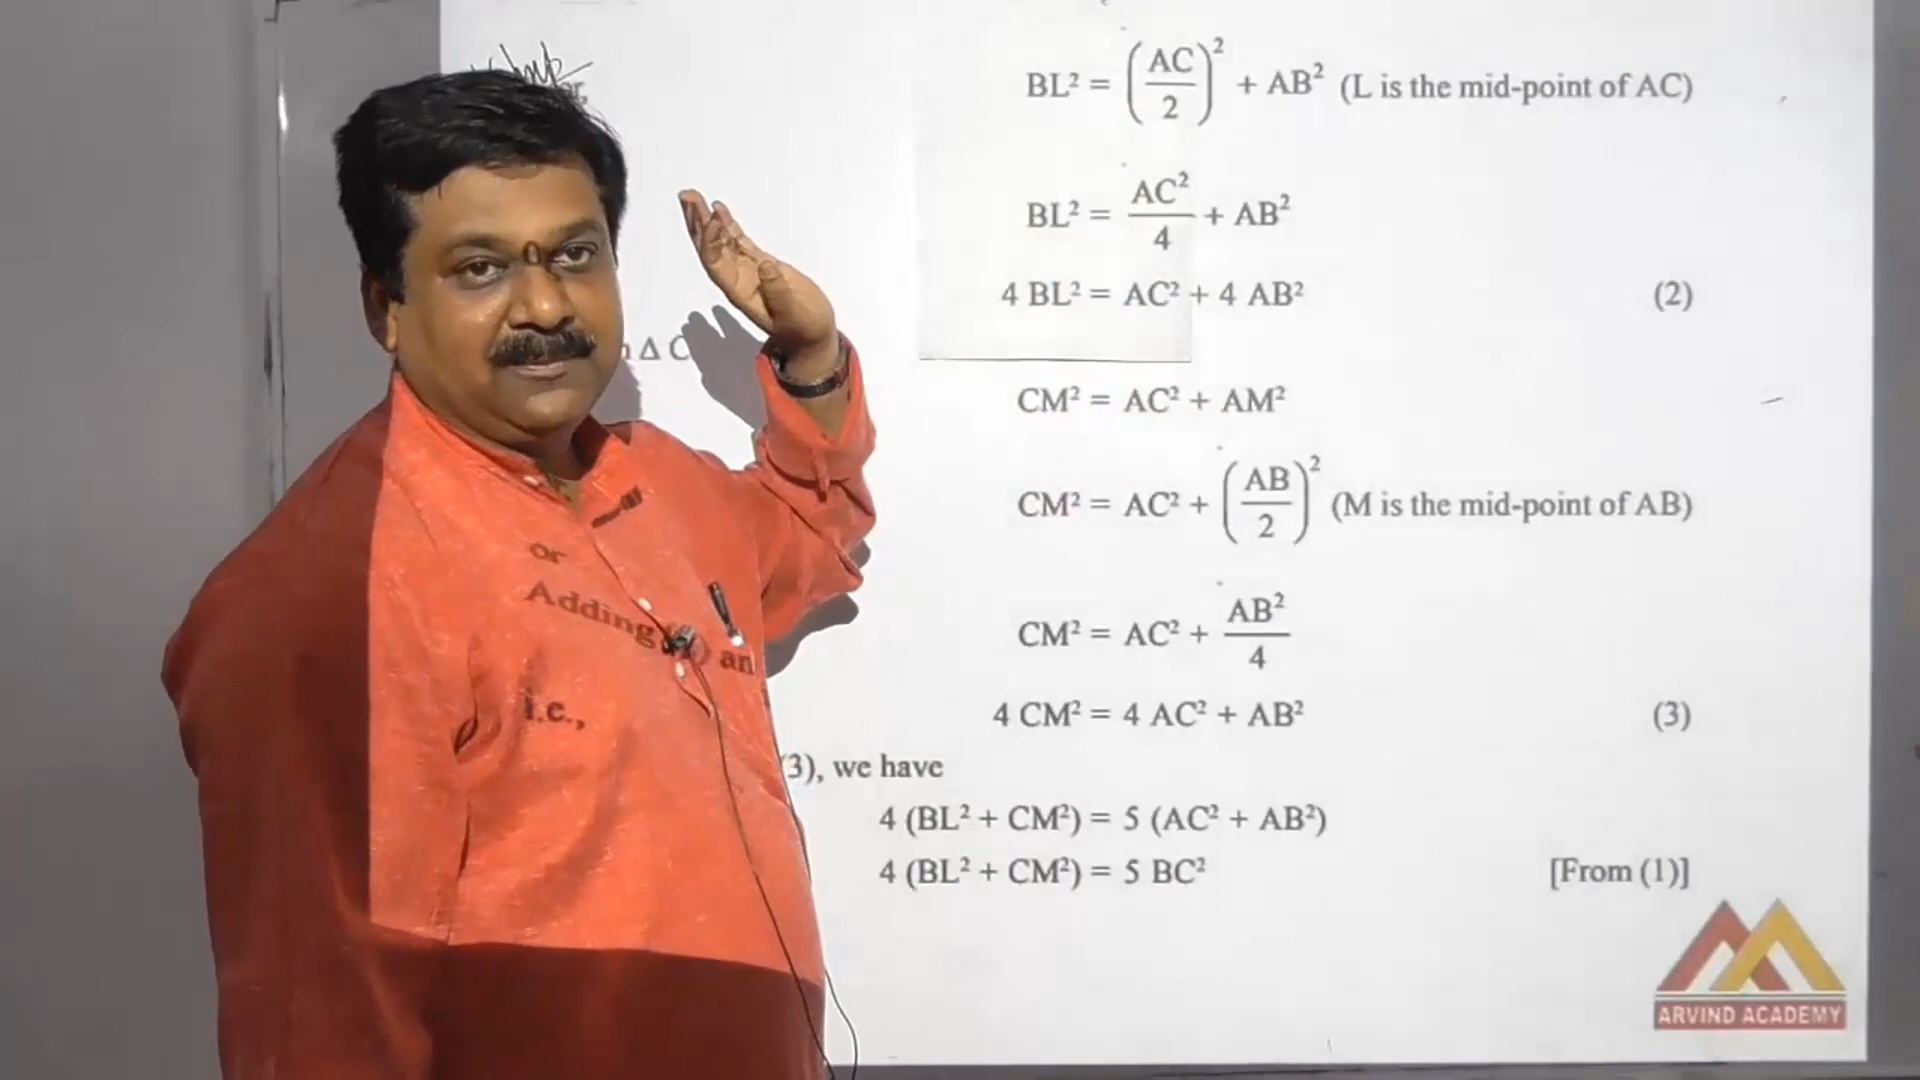 BL² = (AC/2)² + AB² (L is the mid-point of AC)
BL² = AC²/4 + AB²
4 BL² = AC² + 4 AB² (2)
Δ C
CM² = AC² + AM²
CM² = AC² + (AB/2)² (M is the mid-point of AB)
CM² = AC² + AB²/4
or
4 CM² = 4 AC² + AB² (3)
Adding (3), we have
4 (BL² + CM²) = 5 (AC² + AB²)
i.e., 4 (BL² + CM²) = 5 BC² [From (1)]
ARVIND ACADEMY